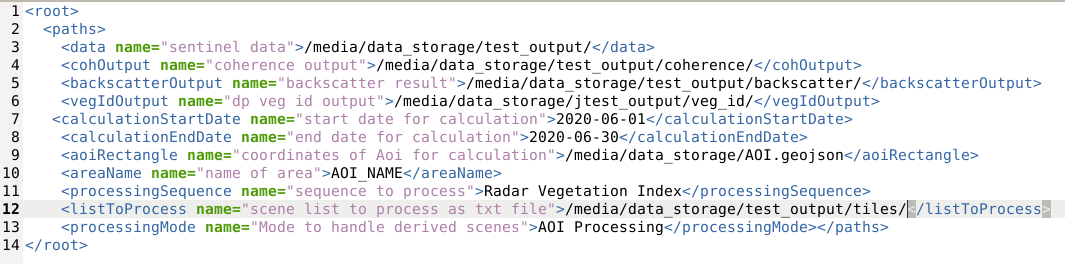 1 <root>
2 <paths>
3 <data name="sentinel data">/media/data_storage/test_output/</data>
4 <cohOutput name="coherence output">/media/data_storage/test_output/coherence/</cohOutput>
5 <backscatterOutput name="backscatter result">/media/data_storage/test_output/backscatter/</backscatterOutput>
6 <vegIdOutput name="dp veg id output">/media/data_storage/jtest_output/veg_id/</vegIdOutput>
7 <calculationStartDate name="start date for calculation">2020-06-01</calculationStartDate>
8 <calculationEndDate name="end date for calculation">2020-06-30</calculationEndDate>
9 <aoiRectangle name="coordinates of Aoi for calculation">/media/data_storage/AOI.geojson</aoiRectangle>
10 <areaName name="name of area">AOI_NAME</areaName>
11 <processingSequence name="sequence to process">Radar Vegetation Index</processingSequence>
12 <listToProcess name="scene list to process as txt file">/media/data_storage/test_output/tiles/</listToProcess>
13 <processingMode name="Mode to handle derived scenes">AOI Processing</processingMode></paths>
14 </root>